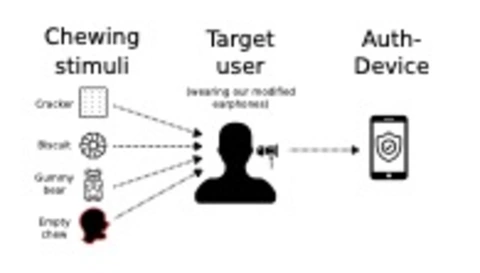 Chewing
stimuli
Target
user
Auth-
Device
(wearing our modified
earphones)
Cracker
Biscuit
Gummy
bear
Empty
chew